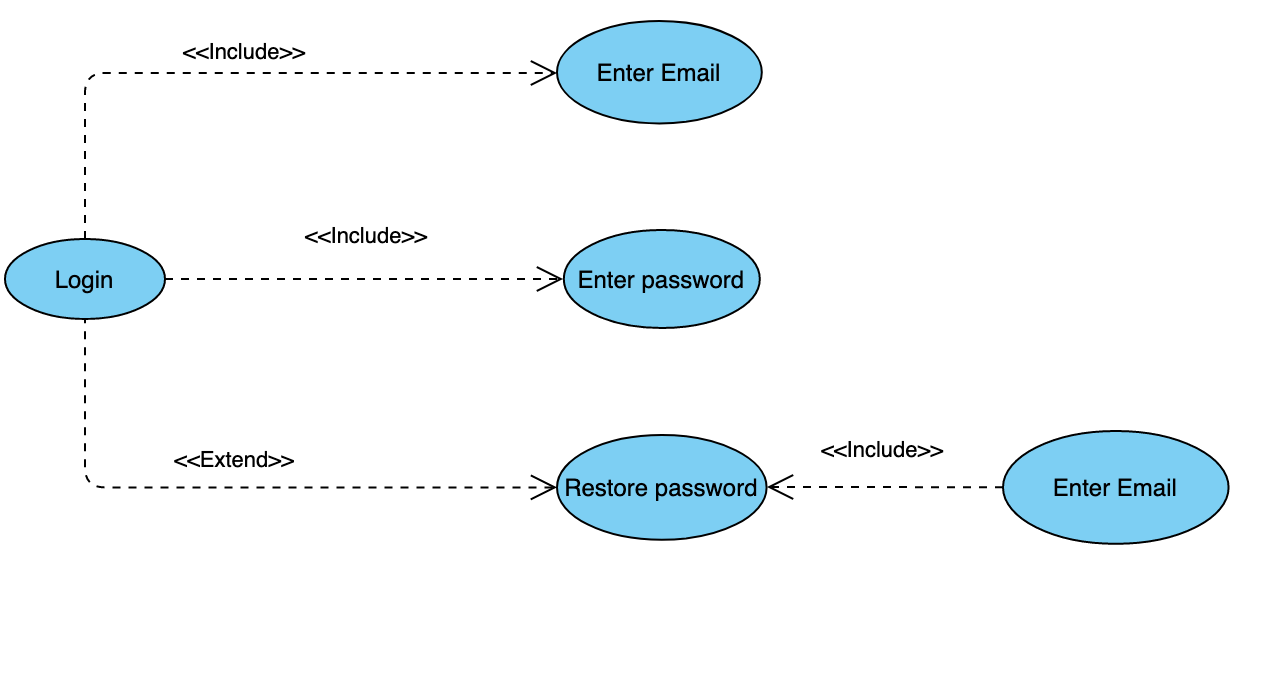 <<Include>>
Enter Email
<<Include>>
Login
Enter password
<<Extend>>
Restore password
<<Include>>
Enter Email